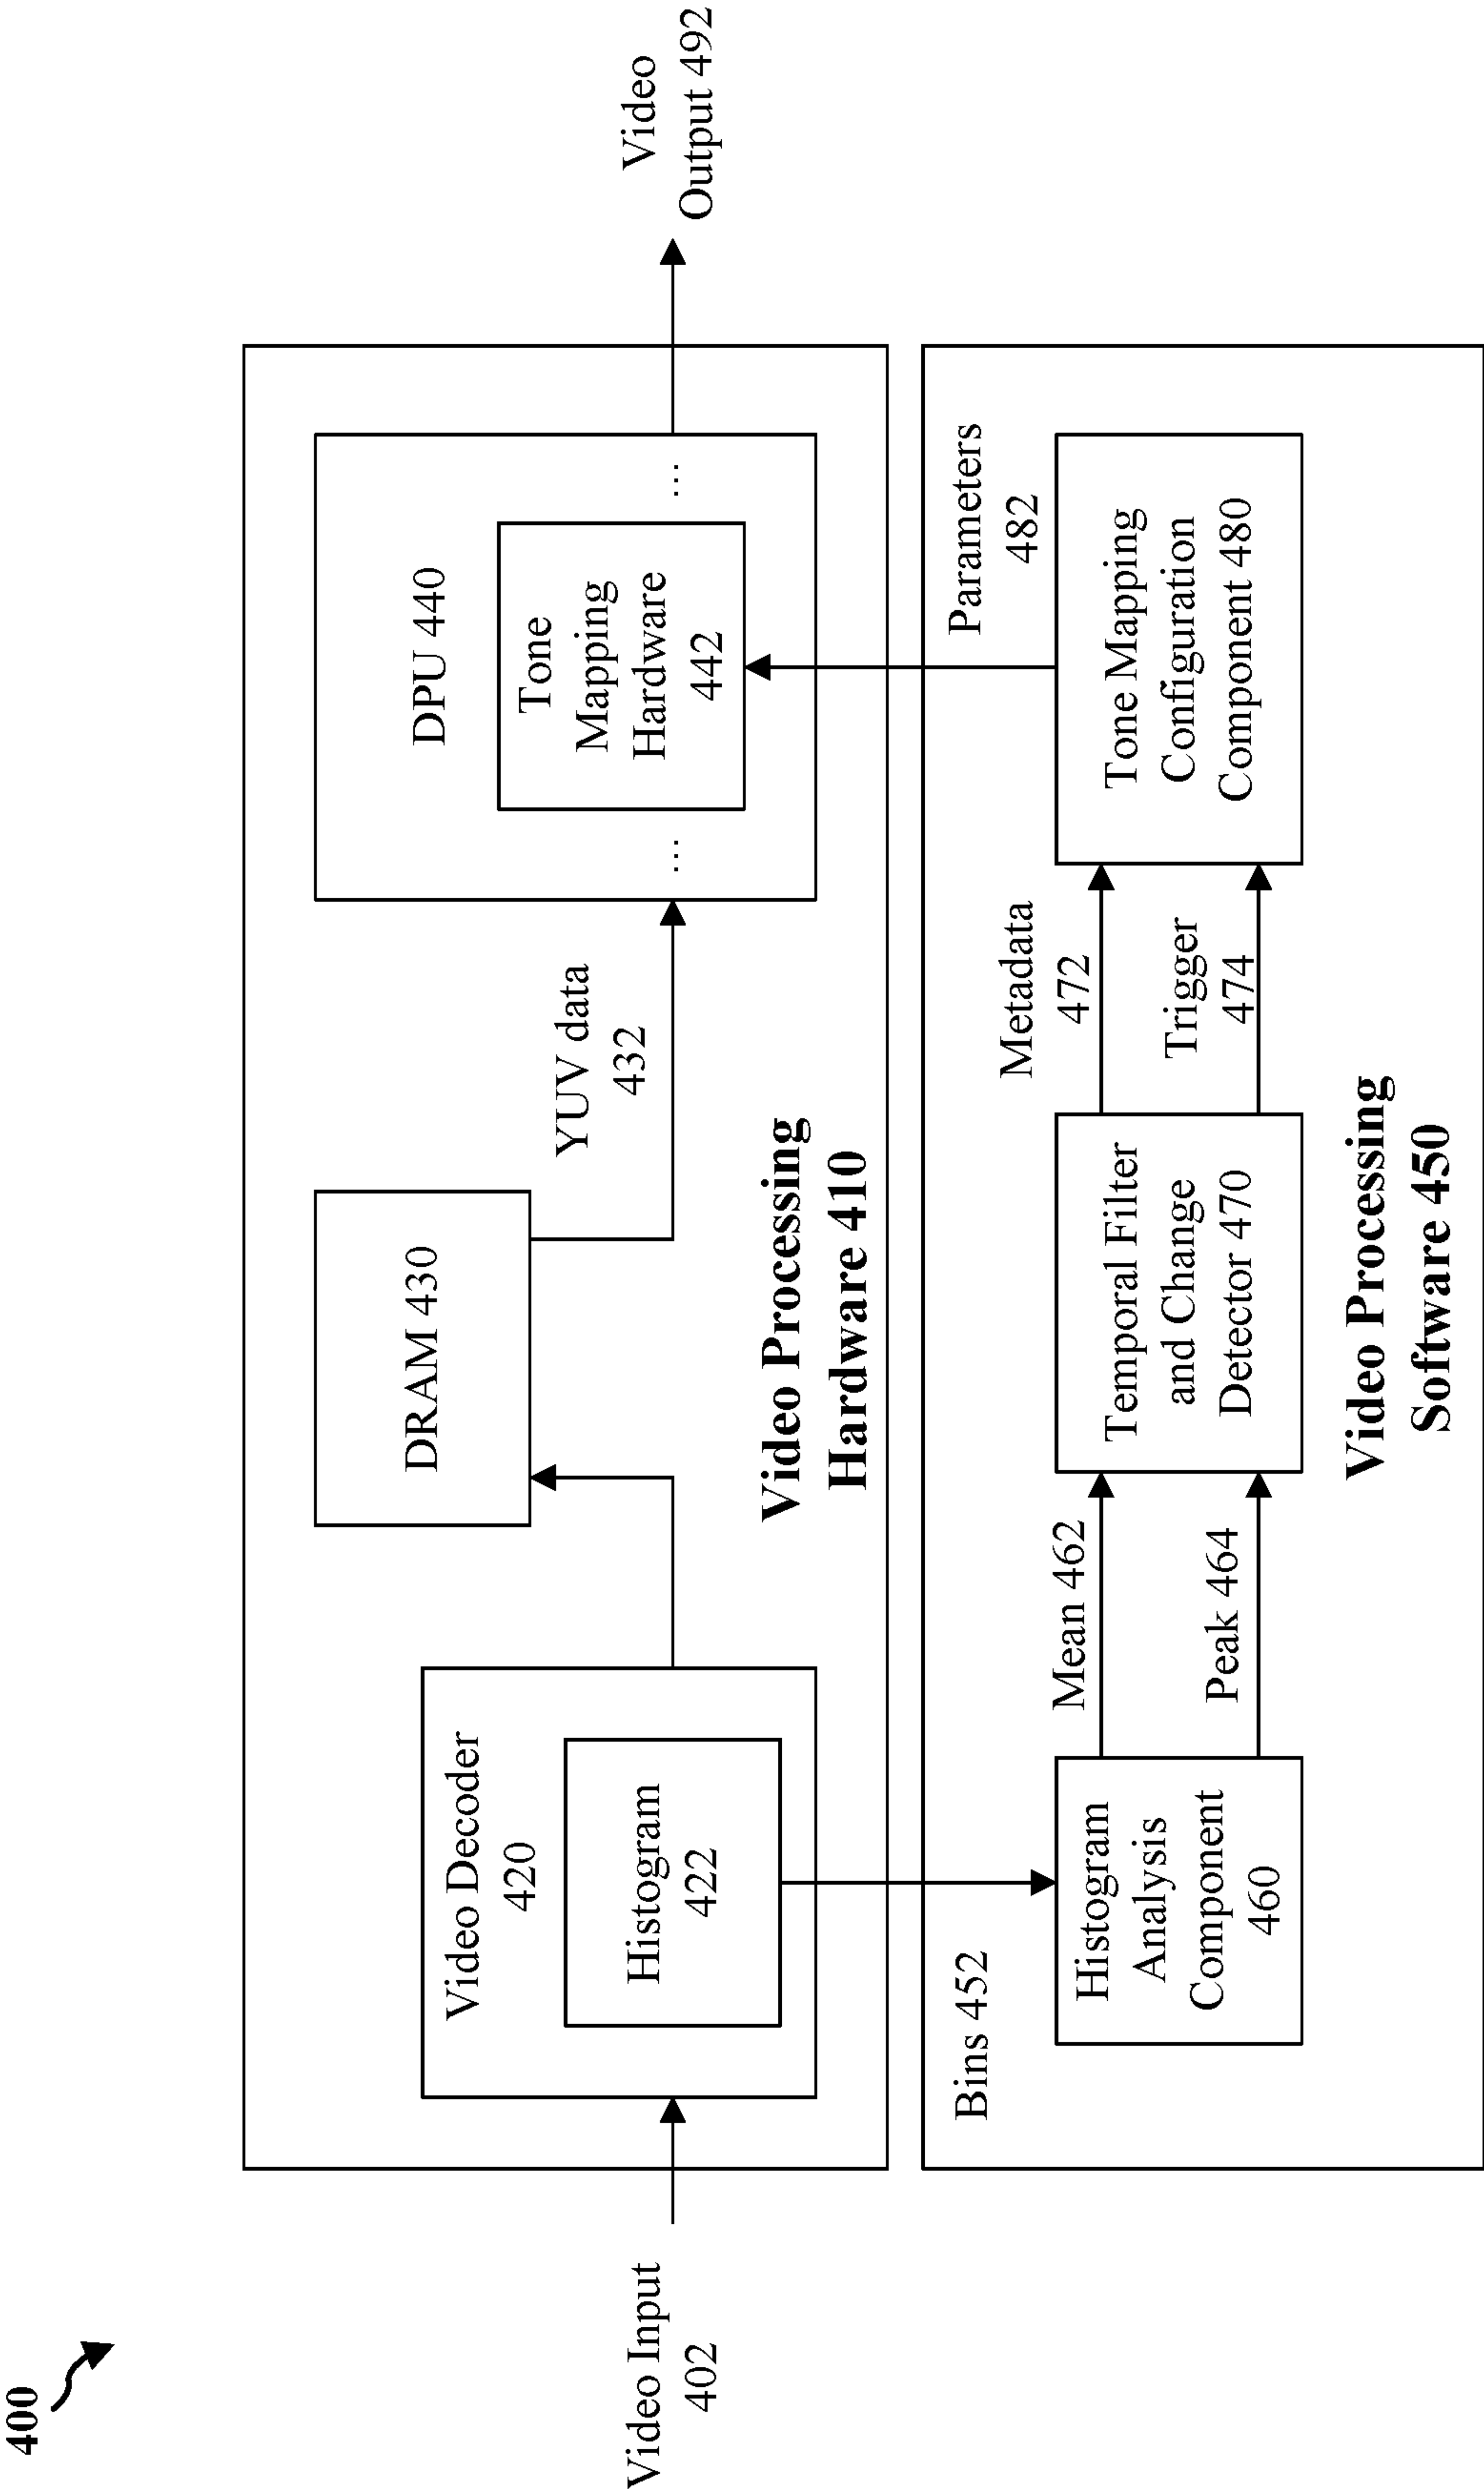 400
Video Input
402
Video Decoder
420
Histogram
422
DRAM 430
YUV data
432
DPU 440
...
Tone
Mapping
Hardware
442
...
Video
Output 492
Video Processing
Hardware 410
Bins 452
Parameters
482
Histogram
Analysis
Component
460
Mean 462
Peak 464
Temporal Filter
and Change
Detector 470
Metadata
472
Trigger
474
Tone Mapping
Configuration
Component 480
Video Processing
Software 450